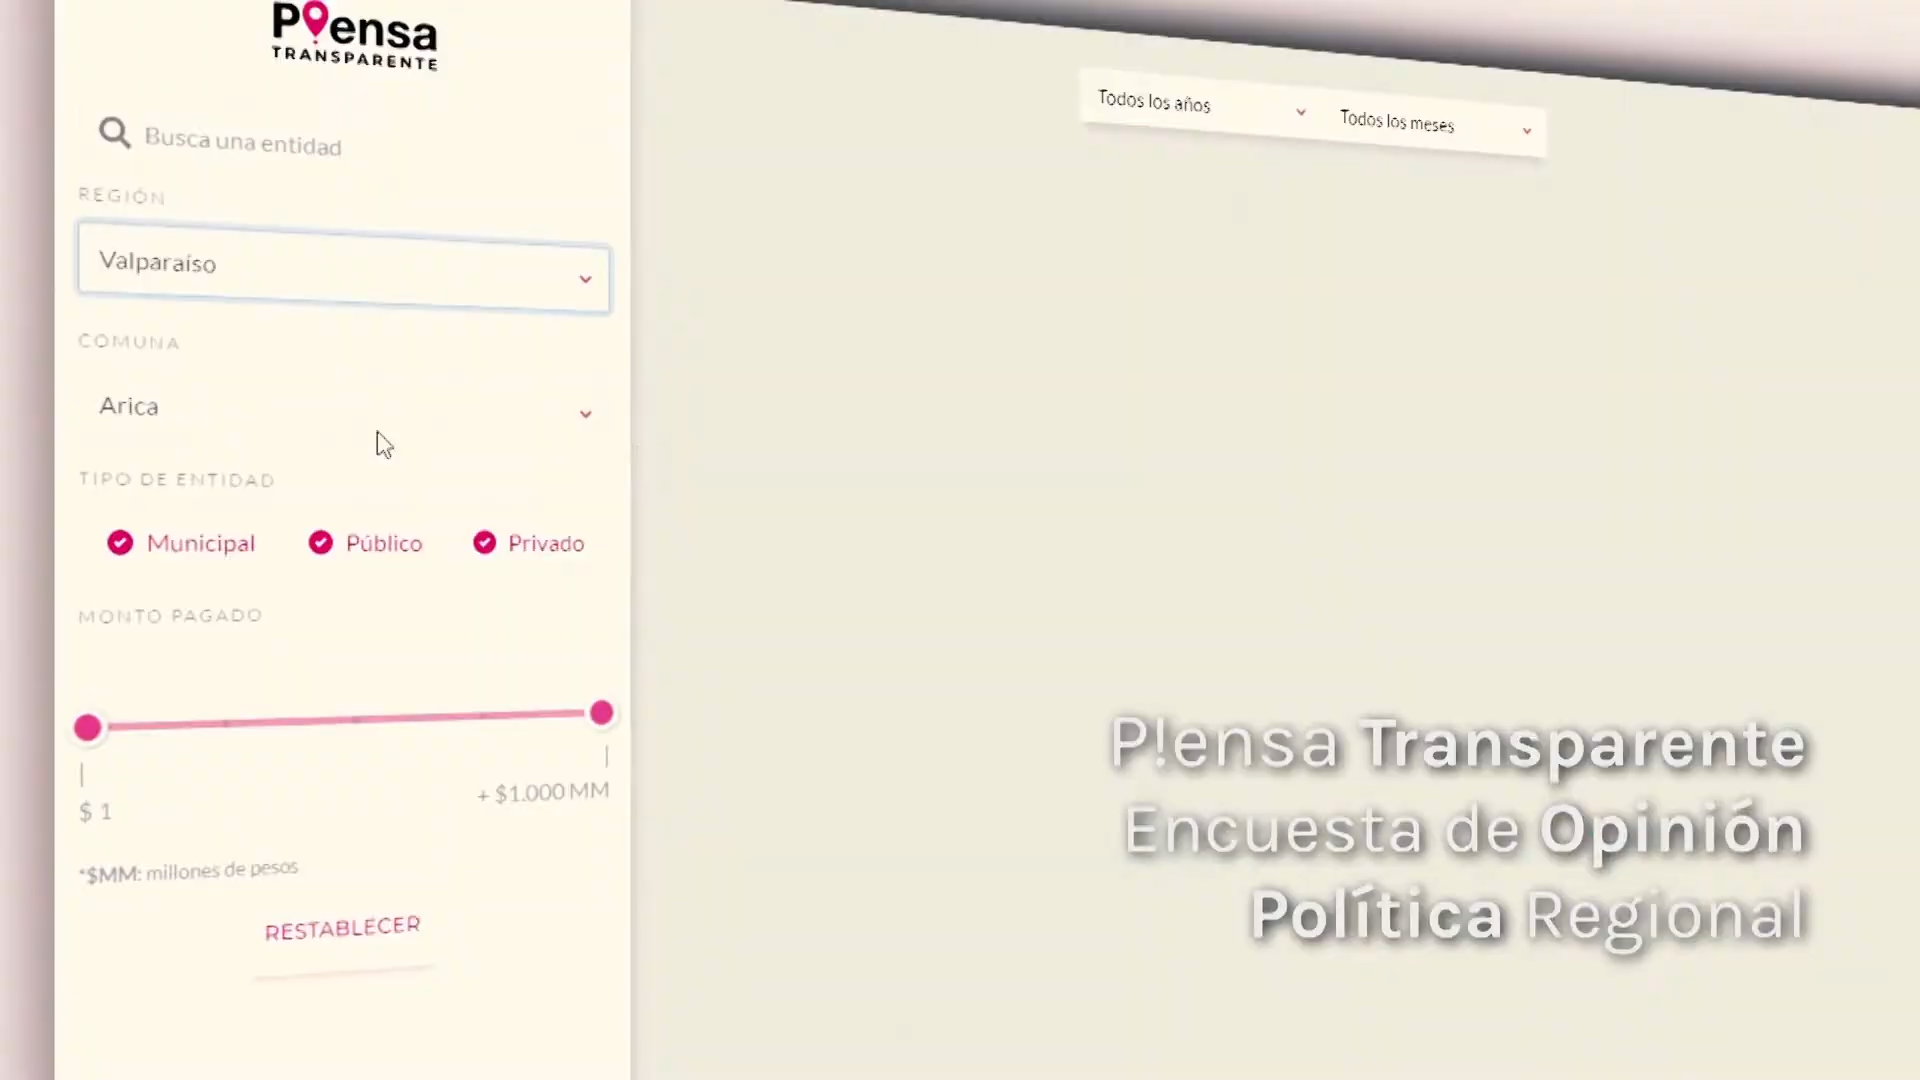 P!ensa
TRANSPARENTE
Busca una entidad
REGIÓN
Valparaíso
COMUNA
Arica
TIPO DE ENTIDAD
Municipal Público Privado
MONTO PAGADO
$ 1
+ $1.000 MM
*$MM: millones de pesos
RESTABLECER
Todos los años
Todos los meses
P!ensa Transparente
Encuesta de Opinión
Política Regional